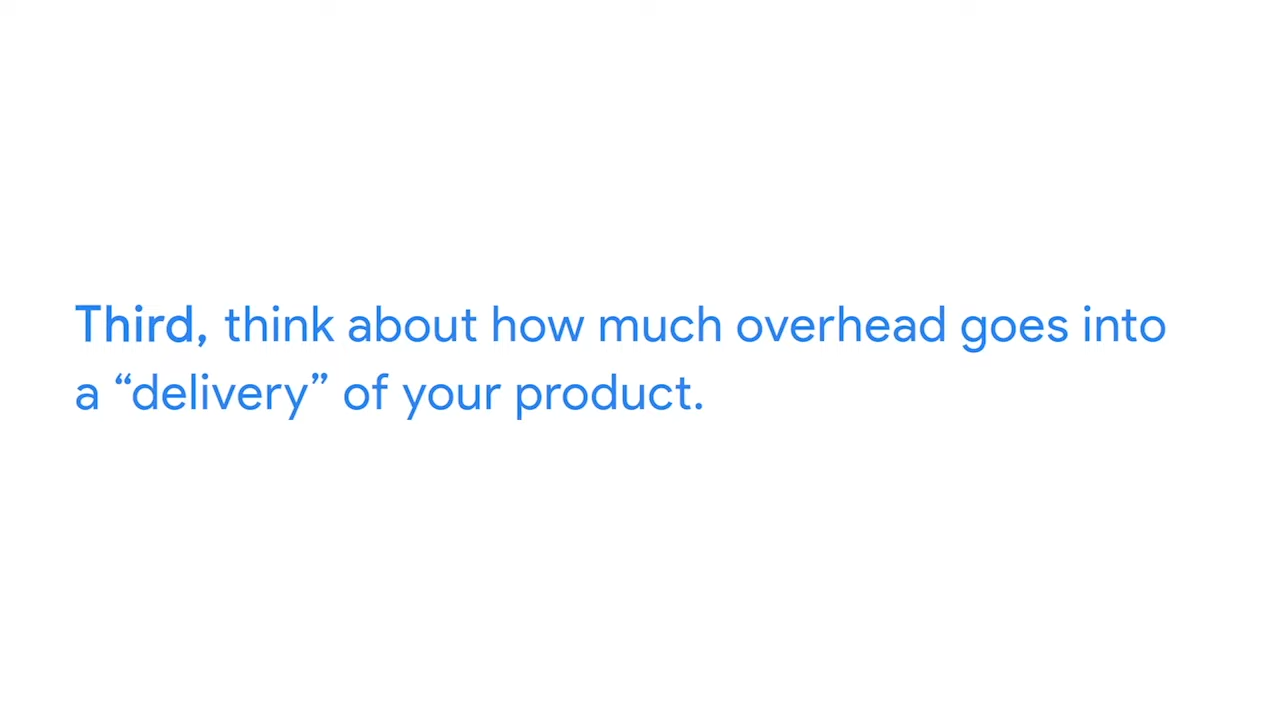 Third, think about how much overhead goes into
a “delivery” of your product.